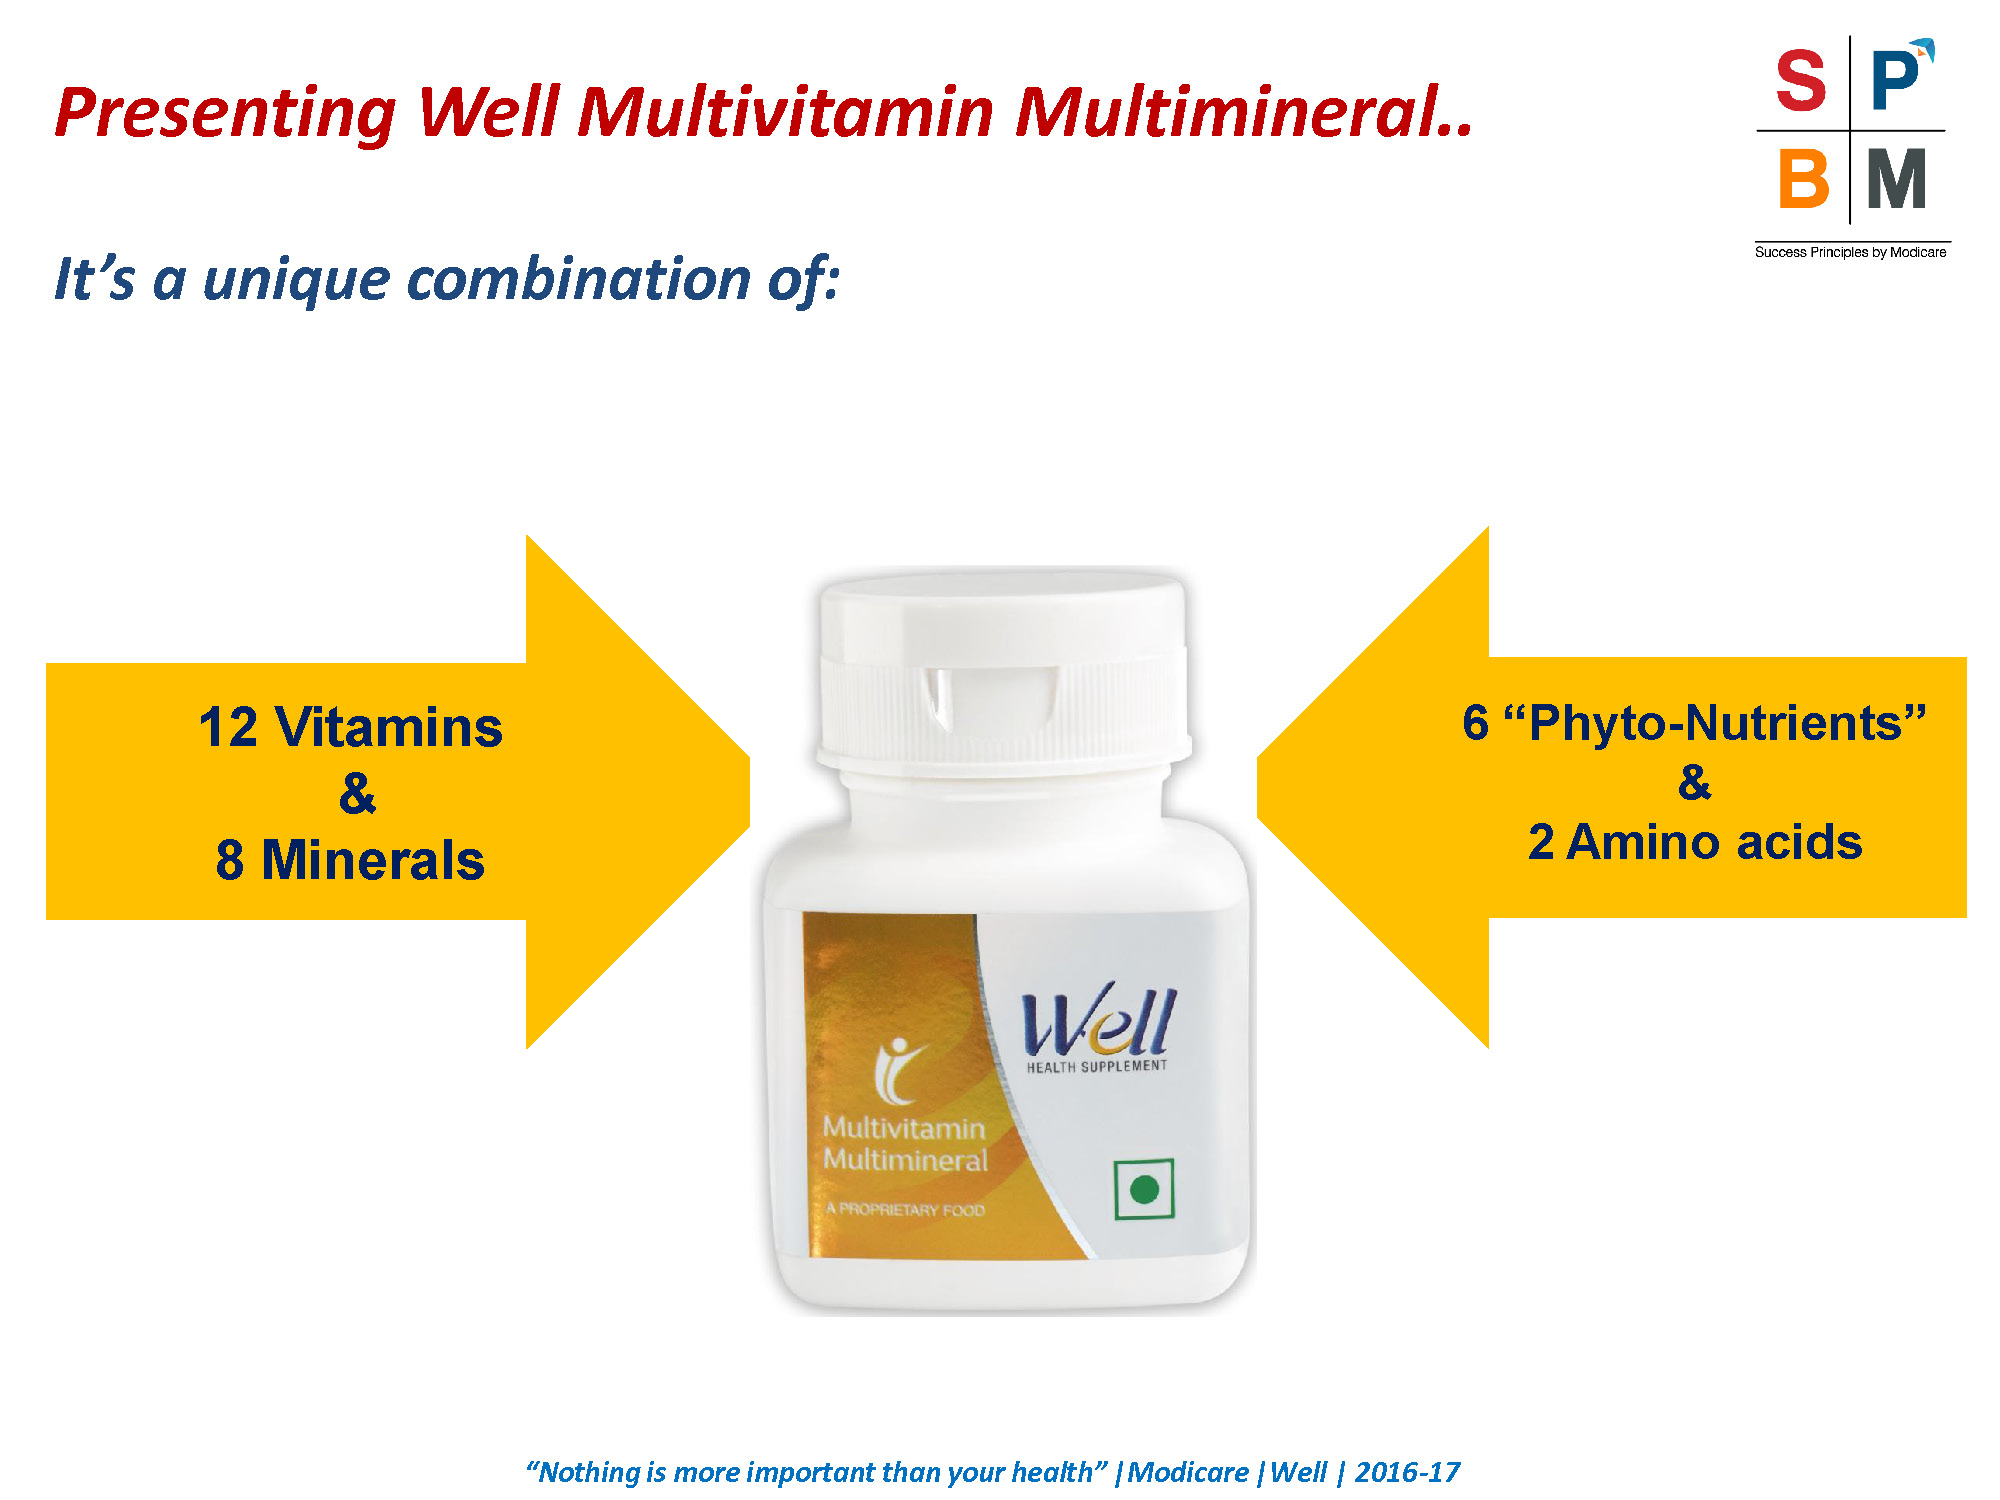 Presenting Well Multivitamin Multimineral..
S P
B M
Success Principles by Modicare
It’s a unique combination of:
12 Vitamins
&
8 Minerals
6 “Phyto-Nutrients”
&
2 Amino acids
Well
HEALTH SUPPLEMENT
Multivitamin
Multimineral
A PROPRIETARY FOOD
“Nothing is more important than your health” |Modicare |Well | 2016-17